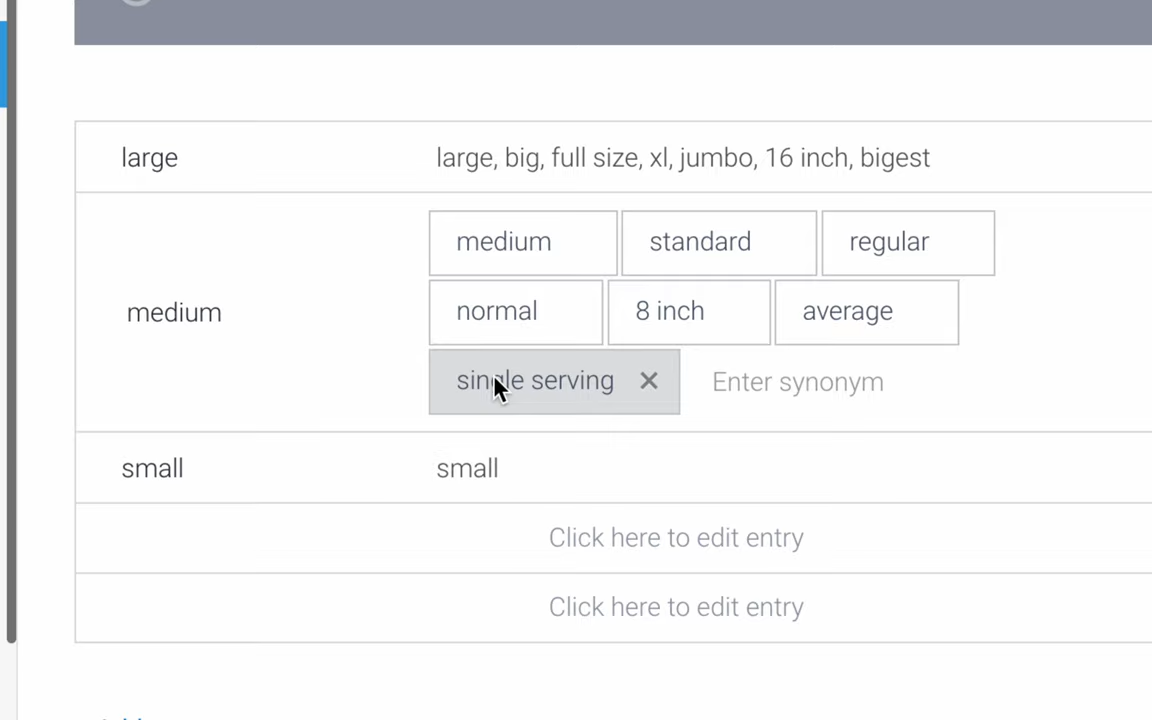 large large, big, full size, xl, jumbo, 16 inch, bigest
medium standard regular
medium normal 8 inch average
single serving ✕ Enter synonym
small small
Click here to edit entry
Click here to edit entry